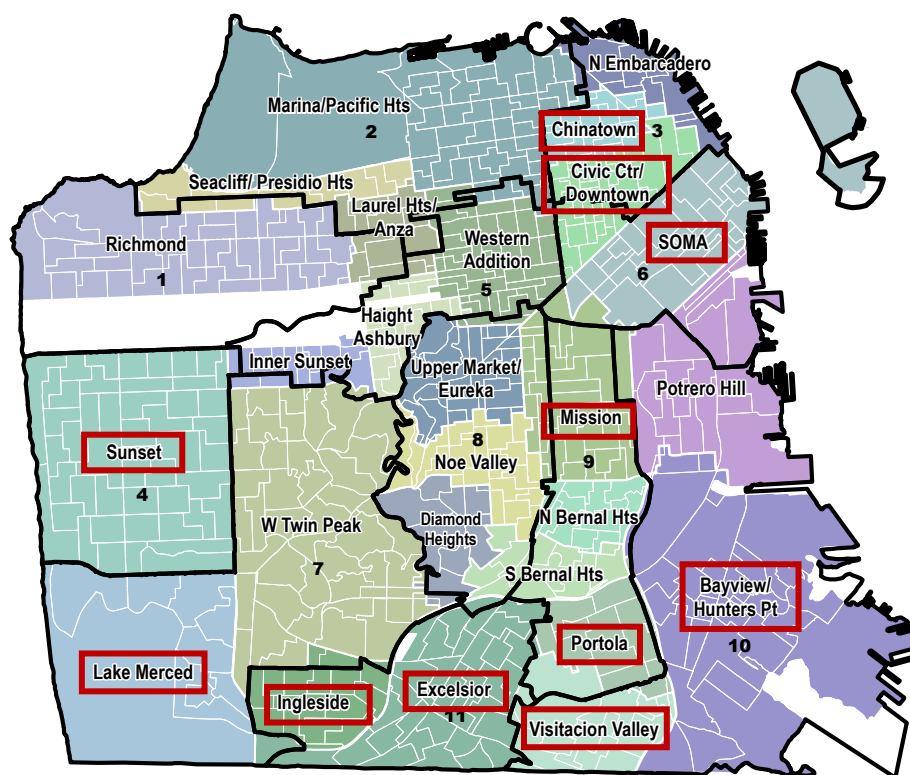 N Embarcadero
Marina/Pacific Hts
2
Chinatown
3
Civic Ctr/
Downtown
Seacliff/ Presidio Hts
Laurel Hts/
Anza
Richmond
1
Western
Addition
5
SOMA
6
Haight
Ashbury
Inner Sunset
Upper Market/
Eureka
Potrero Hill
Mission
8
Noe Valley
9
Sunset
4
W Twin Peak
7
Diamond
Heights
N Bernal Hts
S Bernal Hts
Bayview/
Hunters Pt
10
Portola
Lake Merced
Ingleside
Excelsior
11
Visitacion Valley